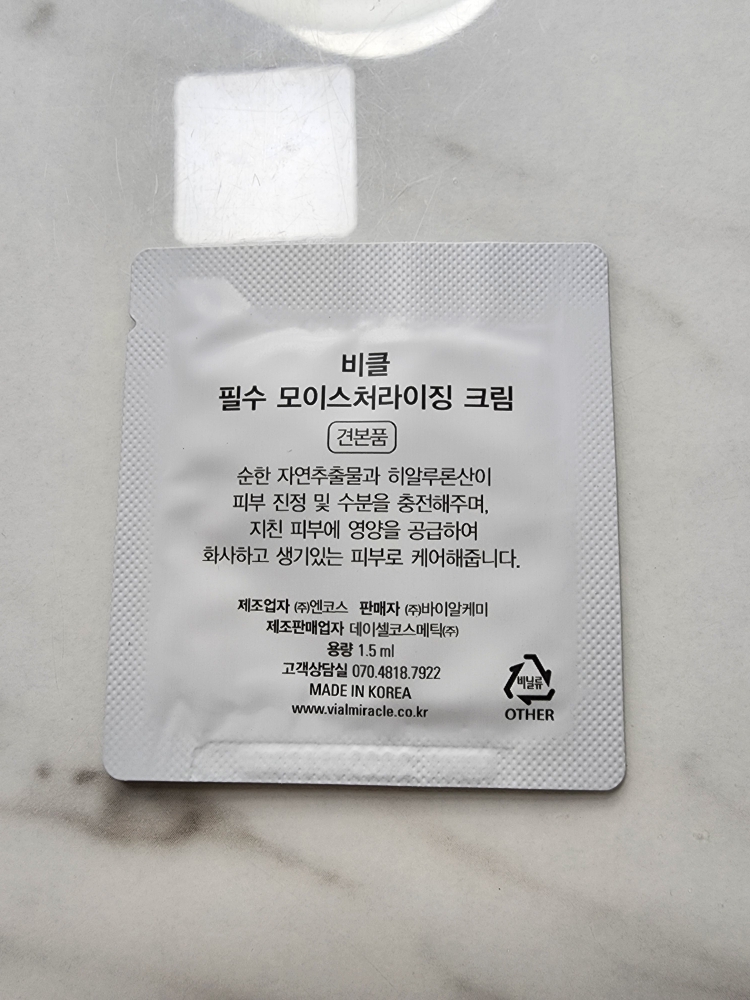 비클
필수 모이스처라이징 크림
견본품
순한 자연추출물과 히알루론산이
피부 진정 및 수분을 충전해주며,
지친 피부에 영양을 공급하여
화사하고 생기있는 피부로 케어해줍니다.
제조업자 (주)엔코스 판매자 (주)바이알케미
제조판매업자 데이셀코스메틱(주)
용량 1.5 ml
고객상담실 070.4818.7922
MADE IN KOREA
www.vialmiracle.co.kr
비닐류
OTHER